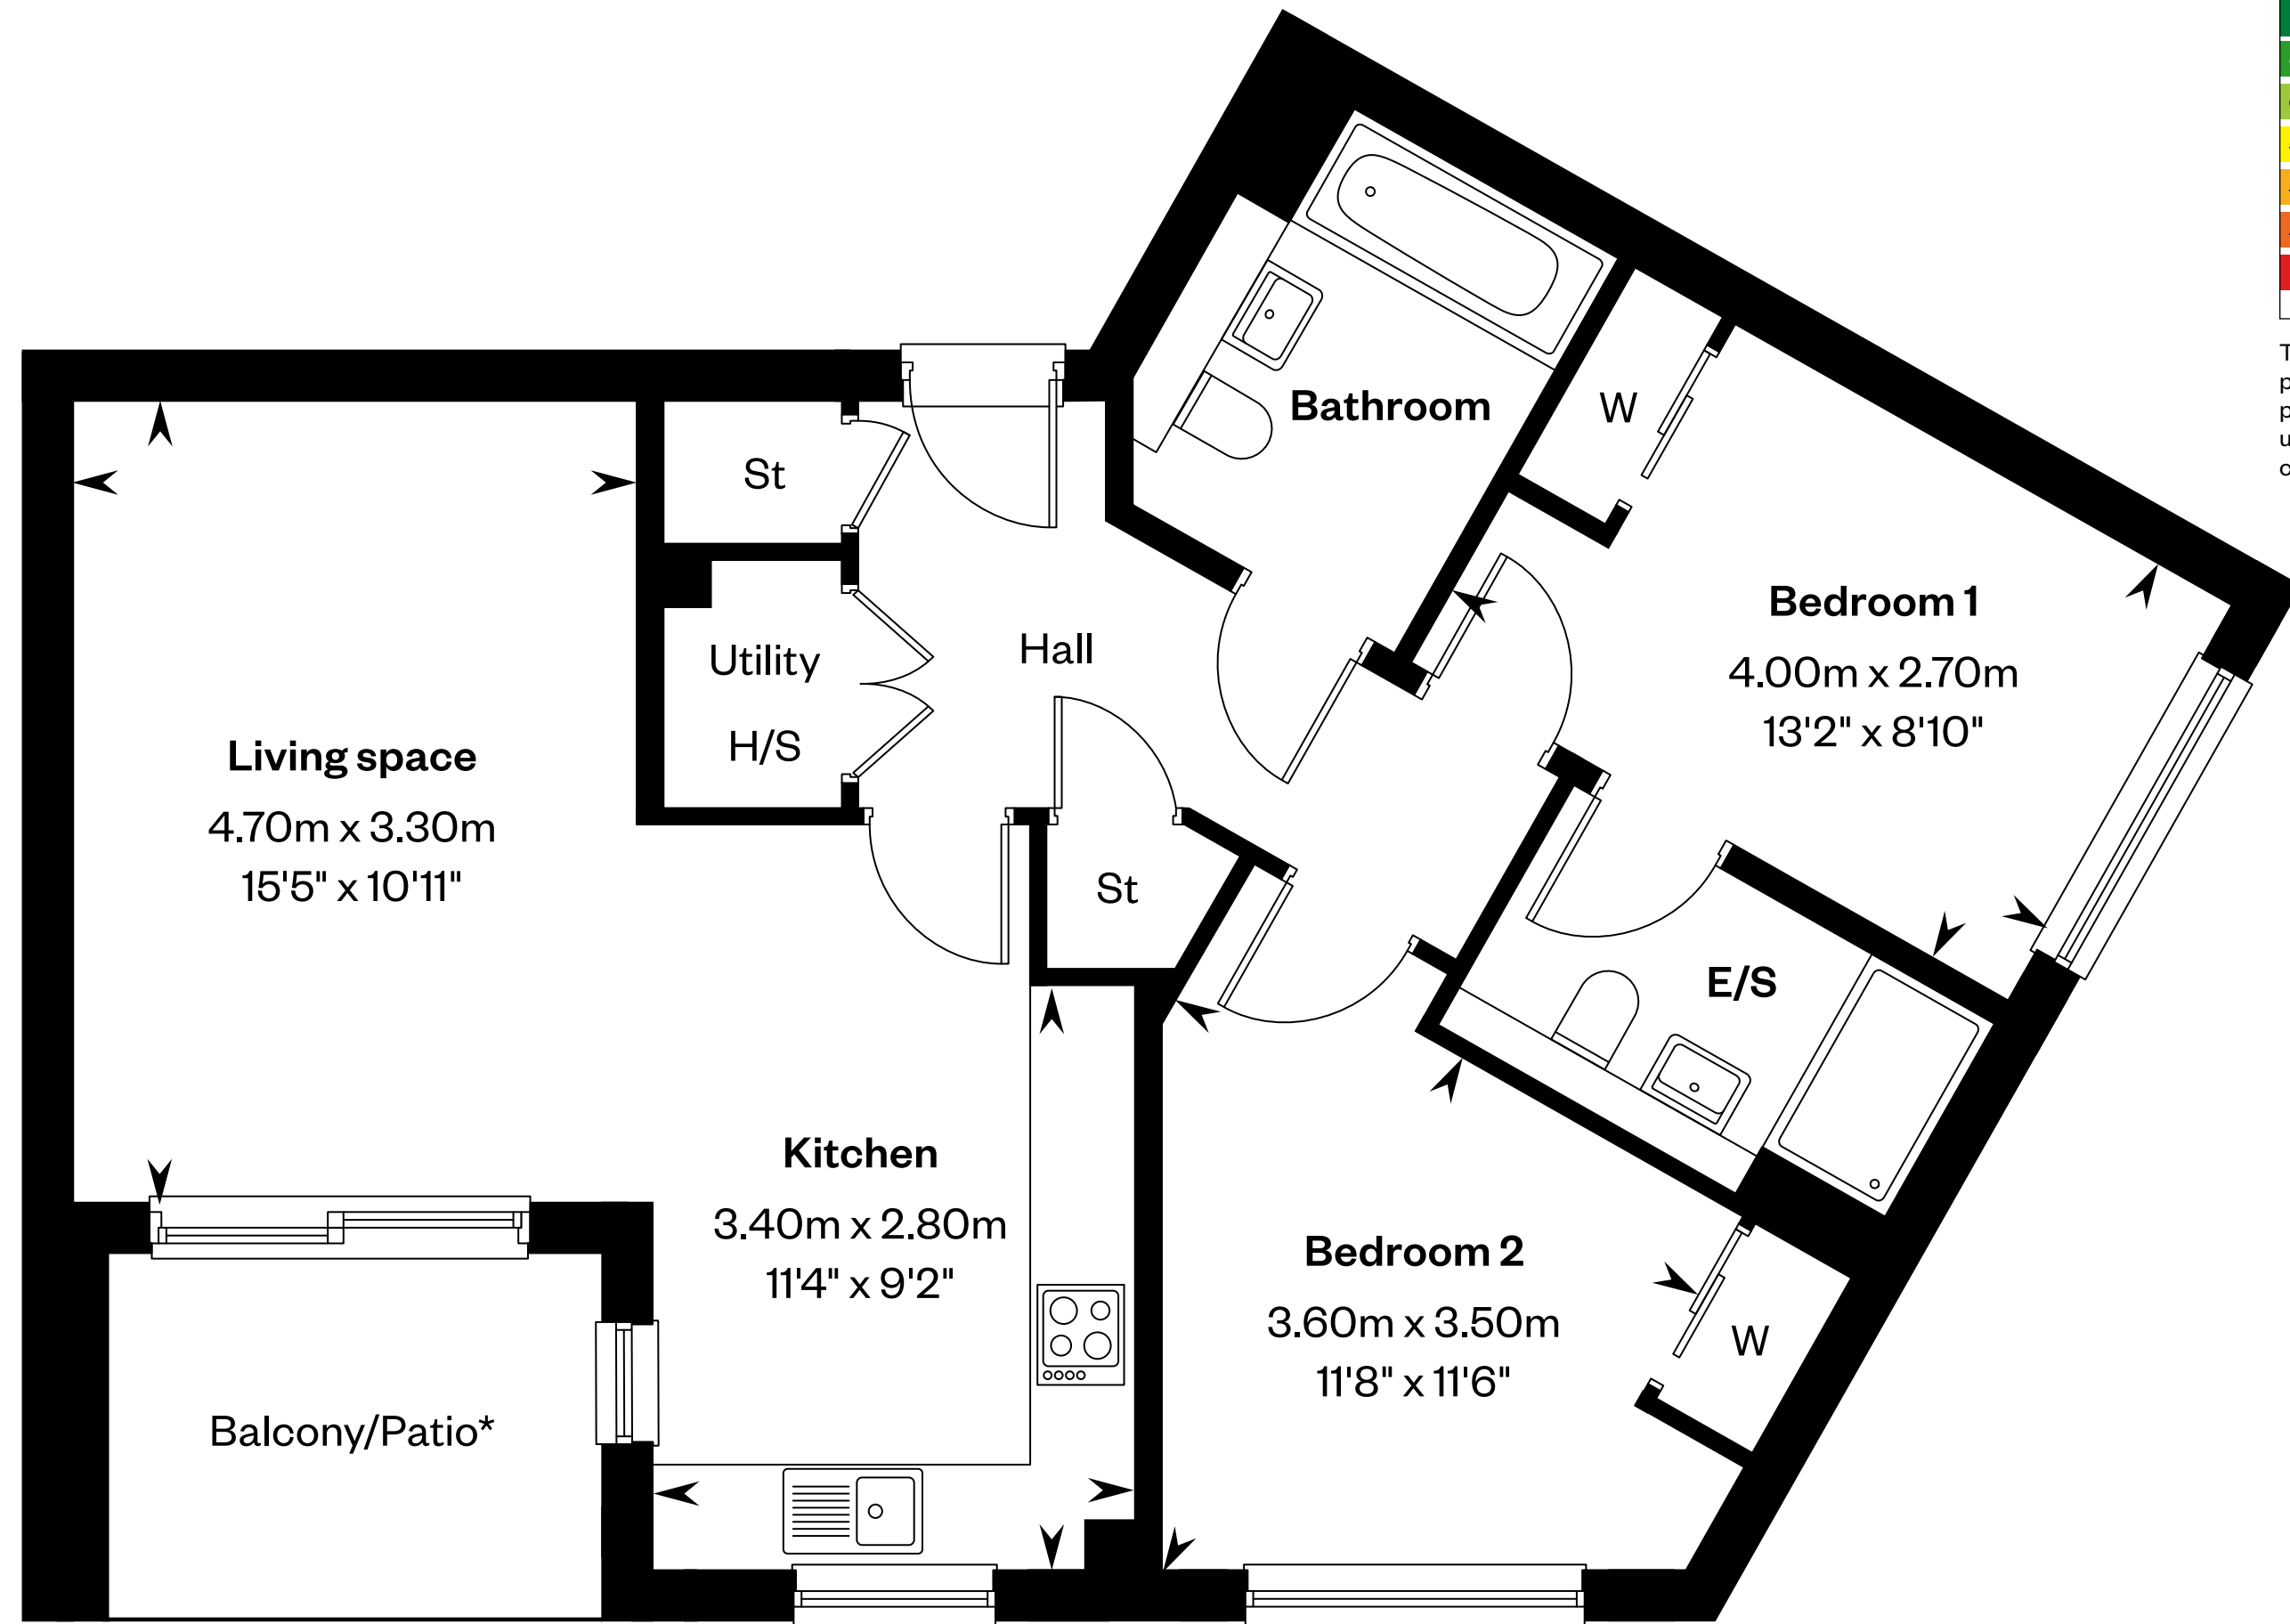 Bathroom
W
St
Hall
Utility
H/S
Bedroom 1
4.00m x 2.70m
13'2" x 8'10"
Living space
4.70m x 3.30m
15'5" x 10'11"
St
E/S
Kitchen
3.40m x 2.80m
11'4" x 9'2"
Bedroom 2
3.60m x 3.50m
11'8" x 11'6"
W
Balcony/Patio*